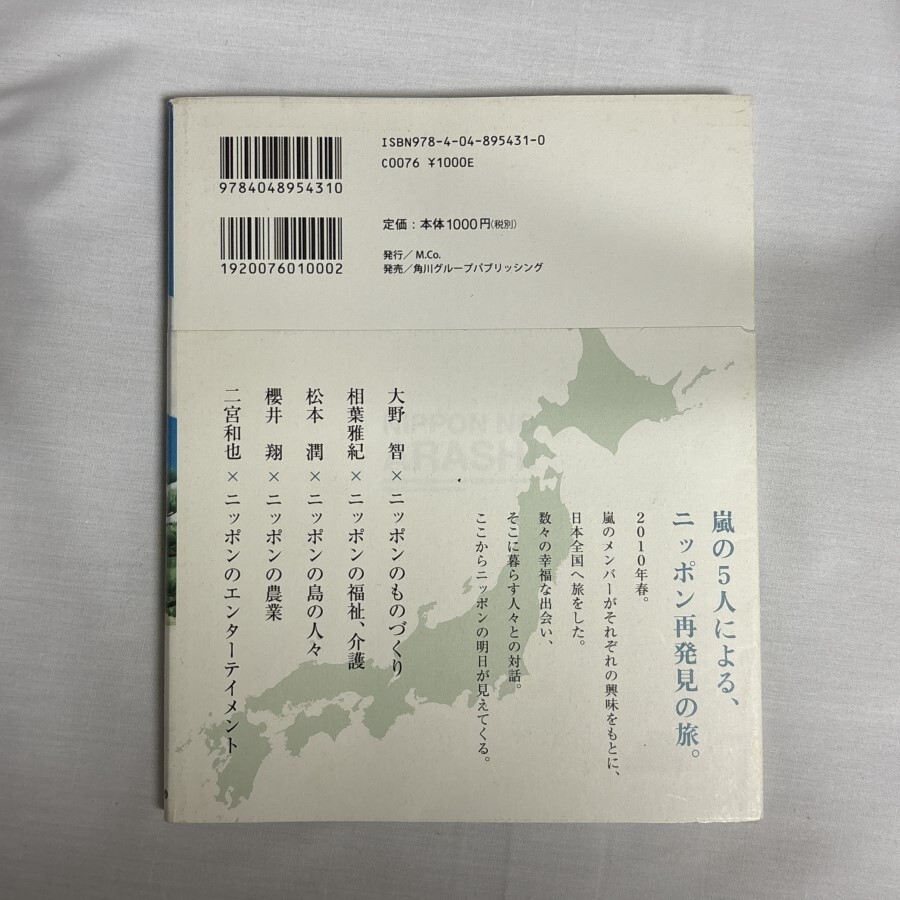 ISBN978-4-04-895431-0
C0076 ¥1000E
9784048954310
定価：本体1000円(税別)
1920076010002
発行／M.Co.
発売／角川グループパブリッシング
嵐の5人による、
ニッポン再発見の旅。
2010年春。
嵐のメンバーがそれぞれの興味をもとに、
日本全国へ旅をした。
数々の幸福な出会い、
そこに暮らす人々との対話。
ここからニッポンの明日が見えてくる。
大野 智×ニッポンのものづくり
相葉雅紀×ニッポンの福祉、介護
松本 潤×ニッポンの島の人々
櫻井 翔×ニッポンの農業
二宮和也×ニッポンのエンターテイメント
NIPPON NO
ARASHI